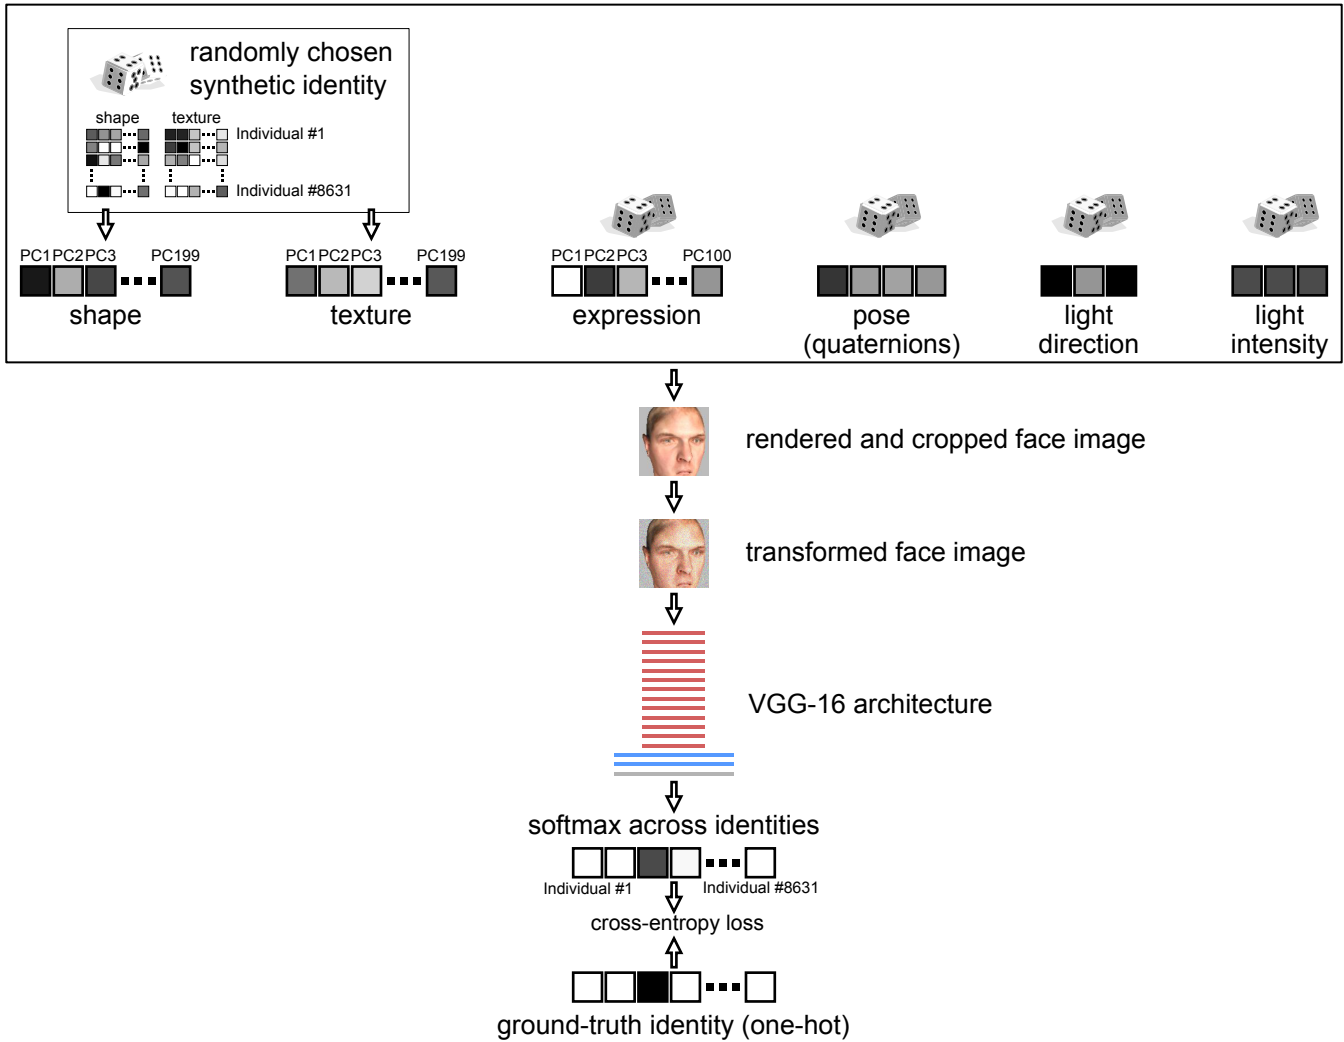 randomly chosen
synthetic identity
shape
texture
Individual #1
Individual #8631
PC1 PC2 PC3 PC199
shape
PC1 PC2 PC3 PC199
texture
PC1 PC2 PC3 PC100
expression
pose
(quaternions)
light
direction
light
intensity
rendered and cropped face image
transformed face image
VGG-16 architecture
softmax across identities
Individual #1
Individual #8631
cross-entropy loss
ground-truth identity (one-hot)